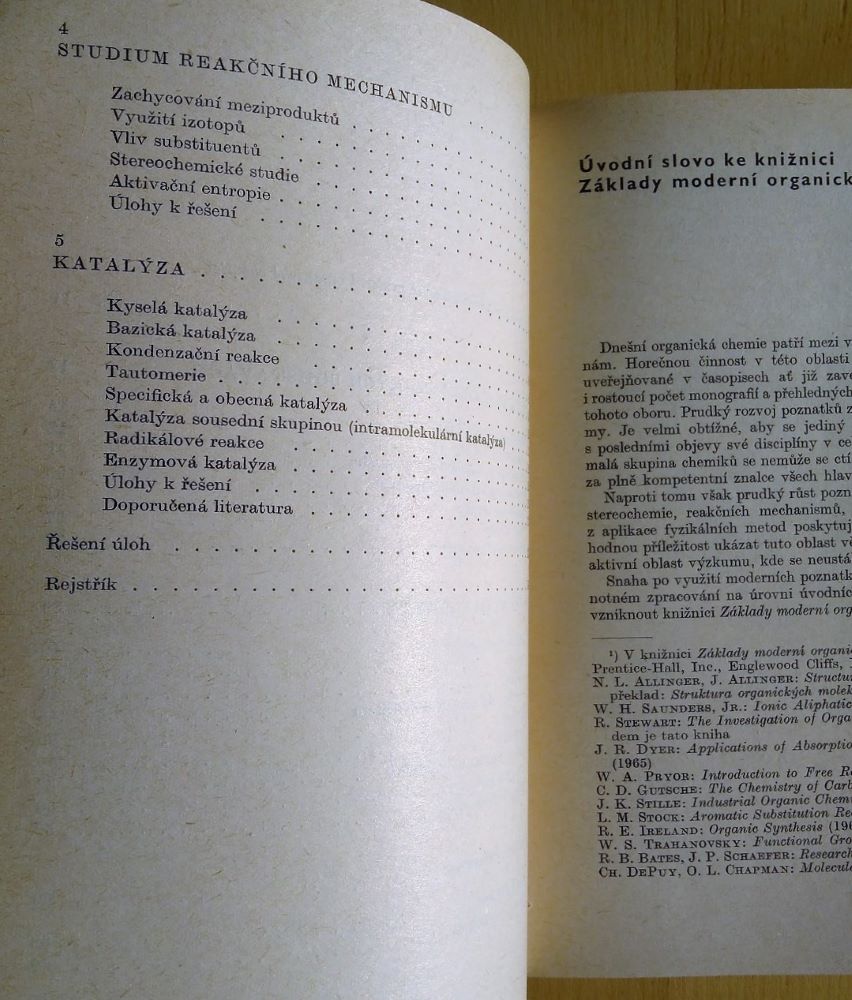 4
STUDIUM REAKČNÍHO MECHANISMU
Zachycování meziproduktů
Využití izotopů
Vliv substituentů
Stereochemické studie
Aktivační entropie
Úlohy k řešení
5
KATALÝZA
Kyselá katalýza
Bazická katalýza
Kondenzační reakce
Tautomerie
Specifická a obecná katalýza
Katalýza sousední skupinou (intramolekulární katalýza)
Radikálové reakce
Enzymová katalýza
Úlohy k řešení
Doporučená literatura
Řešení úloh
Rejstřík
Úvodní slovo ke knižnici
Základy moderní organick
Dnešní organická chemie patří mezi v
nám. Horečnou činnost v této oblasti
uveřejňované v časopisech ať již zave
i rostoucí počet monografií a přehledných
tohoto oboru. Prudký rozvoj poznatků z
my. Je velmi obtížné, aby se jediný
s posledními objevy své disciplíny v ce
malá skupina chemiků se nemůže se ctí
za plně kompetentní znalce všech hlav
Naproti tomu však prudký růst pozn
stereochemie, reakčních mechanismů,
z aplikace fyzikálních metod poskytuj
hodnou příležitost ukázat tuto oblast vě
aktivní oblast výzkumu, kde se neustá
Snaha po využití moderních poznatk
notném zpracování na úrovni úvodníc
vzniknout knižnici Základy moderní org
¹) V knižnici Základy moderní organic
Prentice-Hall, Inc., Englewood Cliffs,
N. L. Allinger, J. Allinger: Structur
překlad: Struktura organických molek
W. H. Saunders, Jr.: Ionic Aliphatic
R. Stewart: The Investigation of Orga
dem je tato kniha
J. R. Dyer: Applications of Absorptio
(1965)
W. A. Pryor: Introduction to Free Ra
C. D. Gutsche: The Chemistry of Carb
J. K. Stille: Industrial Organic Chem
L. M. Stock: Aromatic Substitution Rea
R. E. Ireland: Organic Synthesis (196
W. S. Trahanovsky: Functional Gro
R. B. Bates, J. P. Schaefer: Research
Ch. DePuy, O. L. Chapman: Molecula